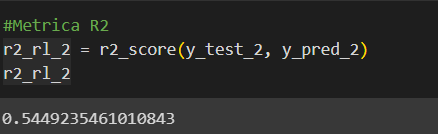 #Metrica R2
r2_rl_2 = r2_score(y_test_2, y_pred_2)
r2_rl_2
0.5449235461010843